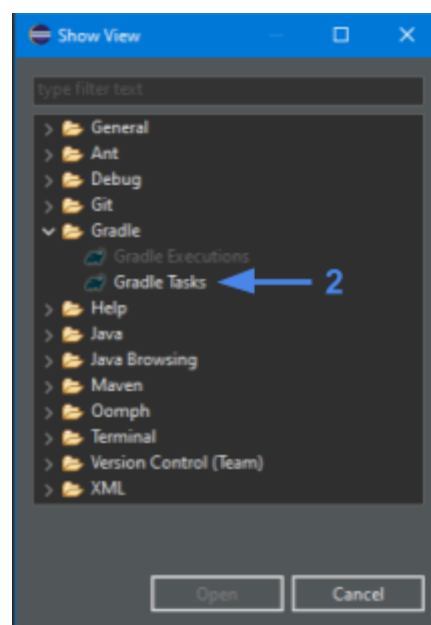 Show View
type filter text
General
Ant
Debug
Git
Gradle
Gradle Executions
Gradle Tasks 2
Help
Java
Java Browsing
Maven
Oomph
Terminal
Version Control (Team)
XML
Open Cancel